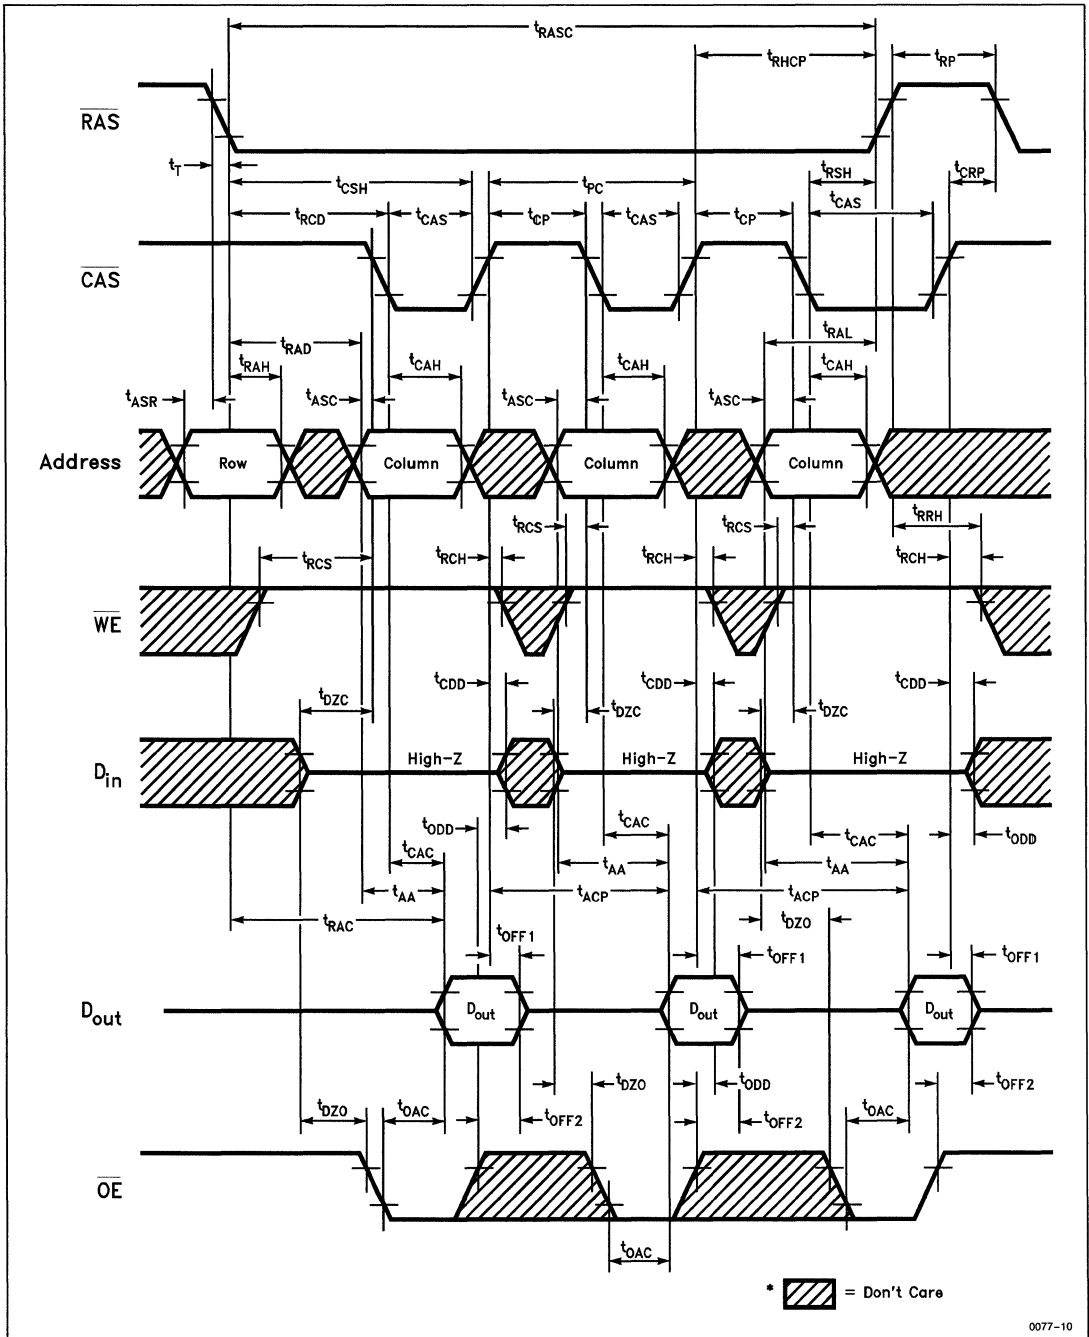 tRASC
tRHCP tRP
RAS
tT
tCSH tPC tRSH tCRP
tRCD tCAS tCP tCAS tCP tCAS
CAS
tRAD tRAL
tRAH tCAH tCAH tCAH
tASR tASC tASC tASC
Address Row Column Column Column
tRCS tRCS tRRH
tRCS tRCH tRCH tRCH
WE
tCDD tCDD tCDD
tDZC tDZC tDZC
Din High-Z High-Z High-Z
tODD tCAC tCAC tODD
tCAC tAA tAA
tAA tACP tACP
tRAC tDZO
tOFF1 tOFF1 tOFF1
Dout Dout Dout Dout
tDZO tODD tOFF2
tDZO tOAC tOFF2 tOFF2 tOAC
OE
tOAC
* = Don't Care
0077-10